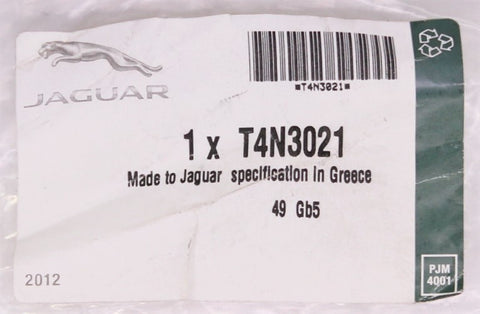 JAGUAR
*T4N3021*
1 x T4N3021
Made to Jaguar specification in Greece
49 Gb5
2012
PJM
4001